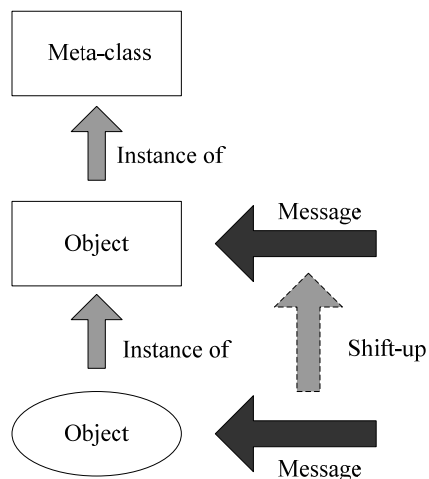 Meta-class
Instance of
Message
Object
Instance of
Shift-up
Object
Message